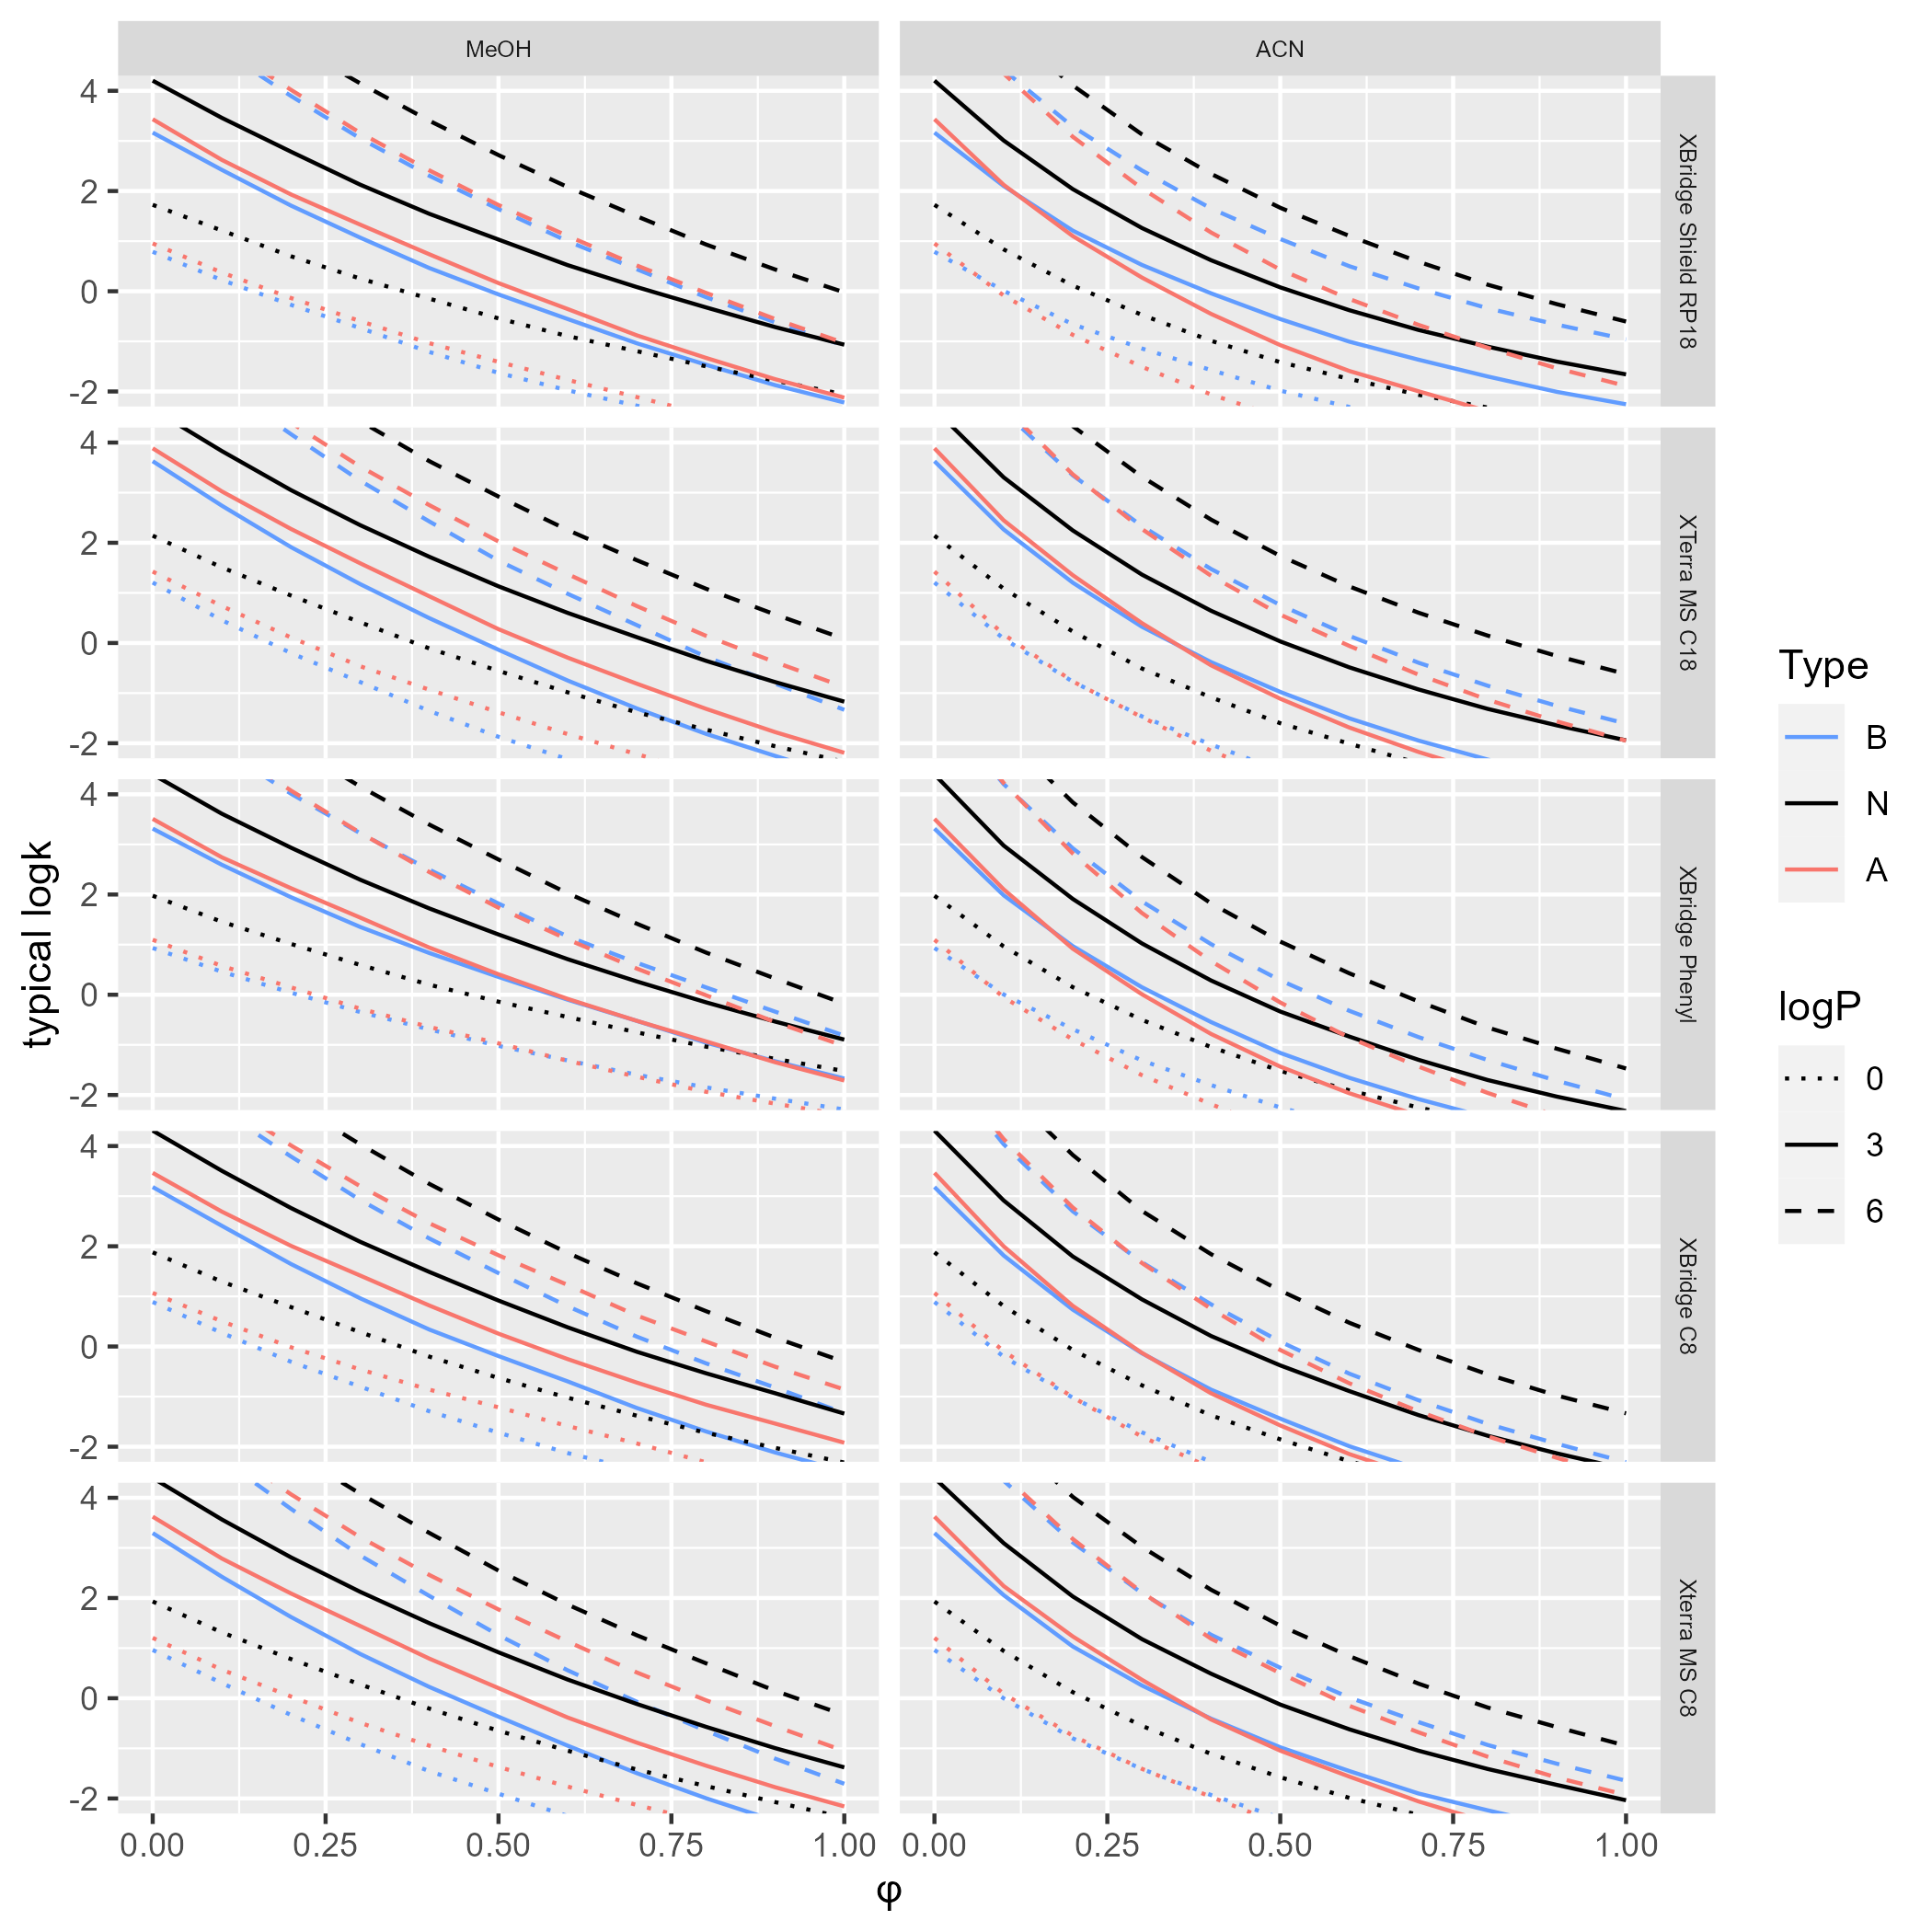 MeOH
ACN
4
2
0
-2
XBridge Shield RP18
4
2
0
-2
XTerra MS C18
4
2
0
-2
XBridge Phenyl
4
2
0
-2
XBridge C8
4
2
0
-2
Xterra MS C8
0.00 0.25 0.50 0.75 1.00
0.00 0.25 0.50 0.75 1.00
φ
typical logk
Type
B
N
A
logP
0
3
6